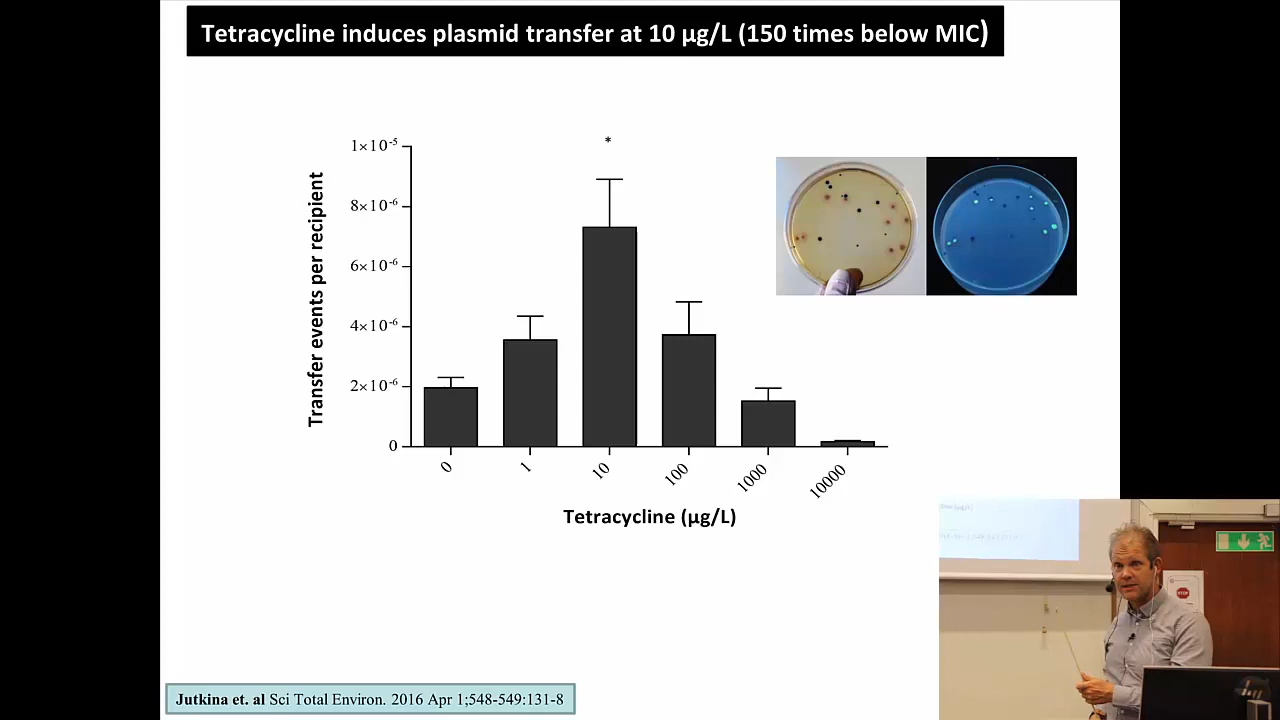 Tetracycline induces plasmid transfer at 10 µg/L (150 times below MIC)
*
Transfer events per recipient
1×10⁻⁵
8×10⁻⁶
6×10⁻⁶
4×10⁻⁶
2×10⁻⁶
0
0 1 10 100 1000 10000
Tetracycline (µg/L)
STOP
Jutkina et. al Sci Total Environ. 2016 Apr 1;548-549:131-8